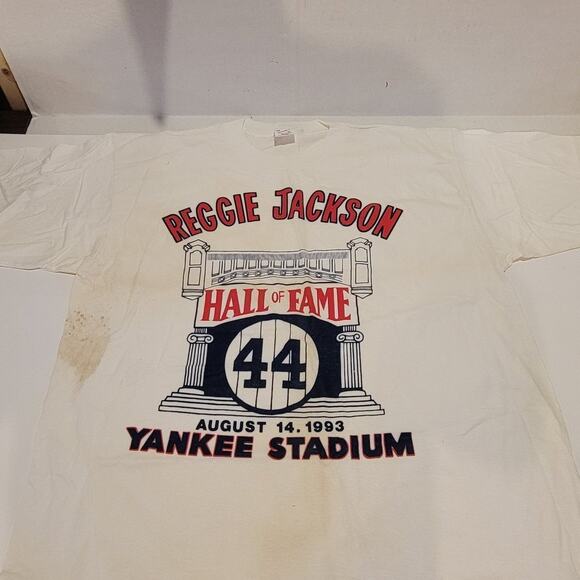 REGGIE JACKSON
HALL OF FAME
44
AUGUST 14. 1993
YANKEE STADIUM